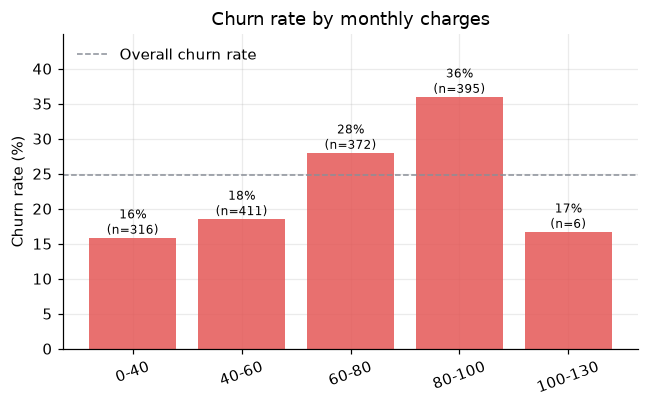 Churn rate by monthly charges
Overall churn rate
Churn rate (%)
40
35
30
25
20
15
10
5
0
16%
(n=316)
18%
(n=411)
28%
(n=372)
36%
(n=395)
17%
(n=6)
0-40
40-60
60-80
80-100
100-130